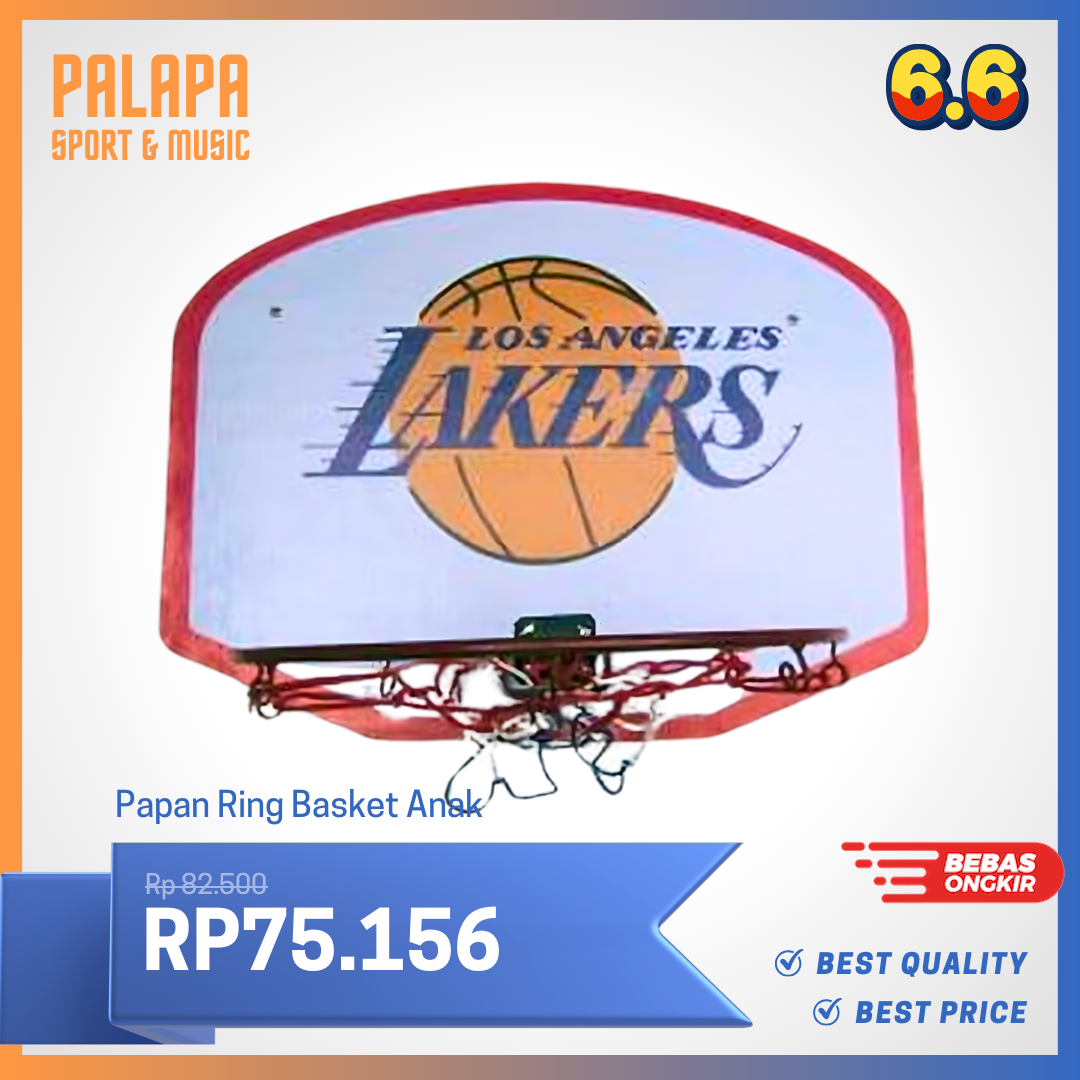 PALAPA
SPORT & MUSIC
6.6
LOS ANGELES
LAKERS
Papan Ring Basket Anak
Rp 82.500
RP75.156
BEBAS
ONGKIR
BEST QUALITY
BEST PRICE